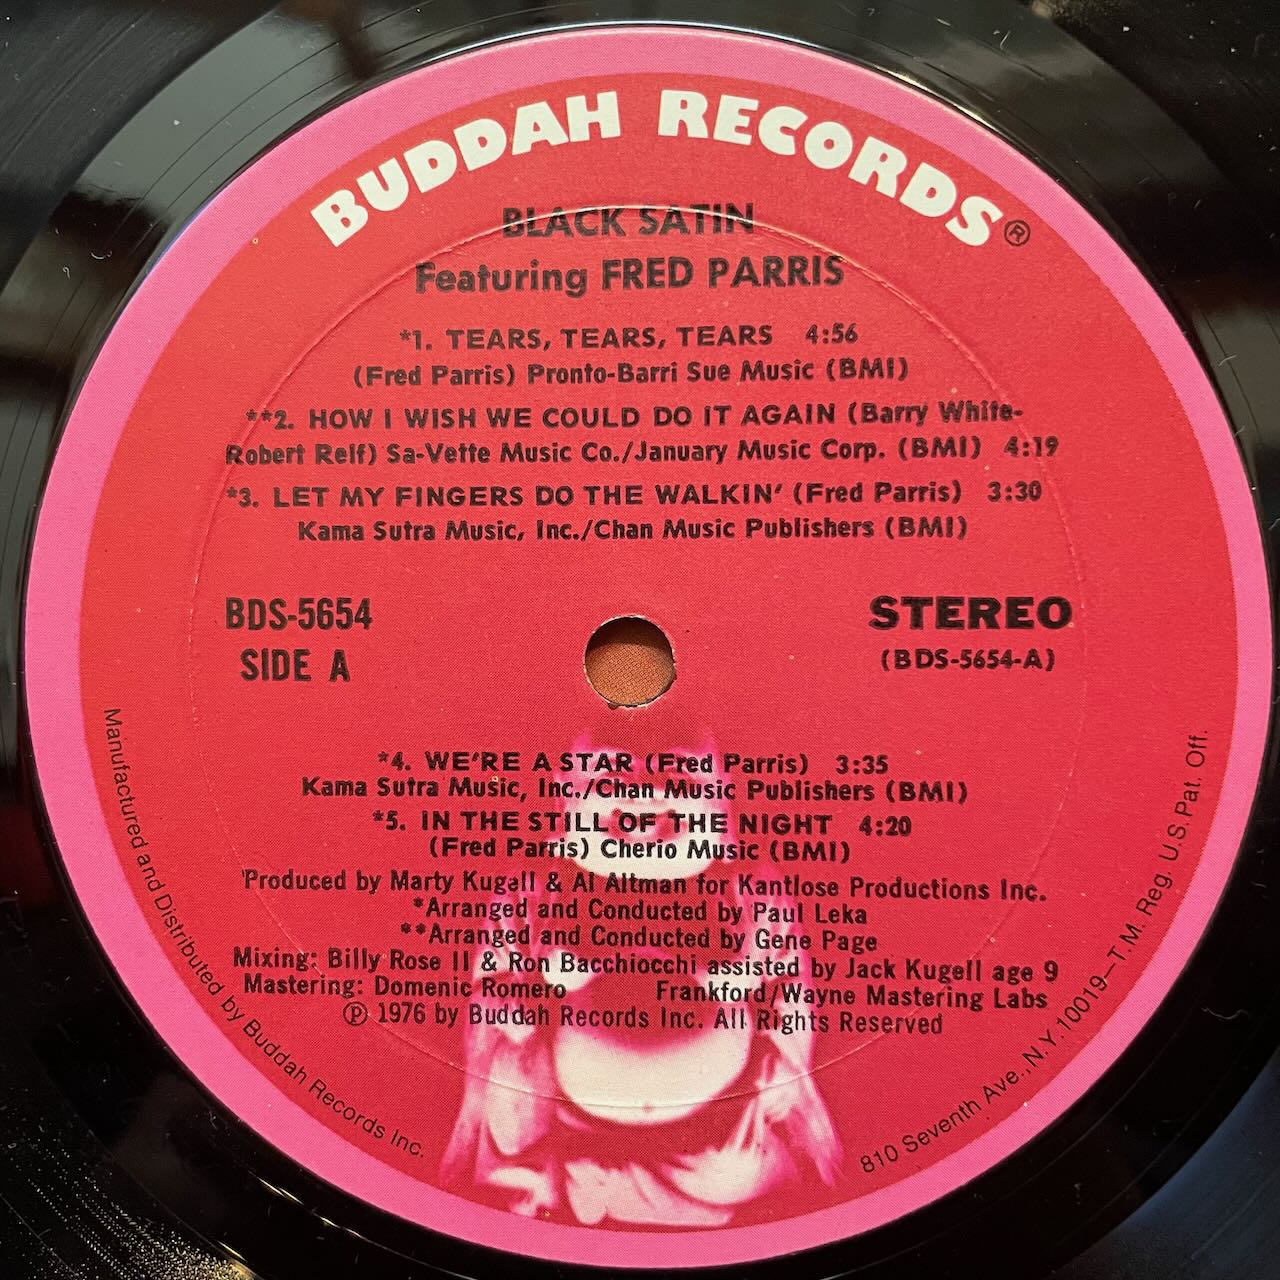 BUDDAH RECORDS®
BLACK SATIN
Featuring FRED PARRIS
*1. TEARS, TEARS, TEARS 4:56
(Fred Parris) Pronto-Barri Sue Music (BMI)
**2. HOW I WISH WE COULD DO IT AGAIN (Barry White-
Robert Relf) Sa-Vette Music Co./January Music Corp. (BMI) 4:19
*3. LET MY FINGERS DO THE WALKIN' (Fred Parris) 3:30
Kama Sutra Music, Inc./Chan Music Publishers (BMI)
BDS-5654
SIDE A
STEREO
(BDS-5654-A)
*4. WE'RE A STAR (Fred Parris) 3:35
Kama Sutra Music, Inc./Chan Music Publishers (BMI)
*5. IN THE STILL OF THE NIGHT 4:20
(Fred Parris) Cherio Music (BMI)
Produced by Marty Kugell & Al Altman for Kantlose Productions Inc.
*Arranged and Conducted by Paul Leka
**Arranged and Conducted by Gene Page
Mixing: Billy Rose II & Ron Bacchiocchi assisted by Jack Kugell age 9
Mastering: Domenic Romero Frankford/Wayne Mastering Labs
℗ 1976 by Buddah Records Inc. All Rights Reserved
Manufactured and Distributed by Buddah Records Inc.
810 Seventh Ave., N.Y. 10019—T.M. Reg. U.S. Pat. Off.